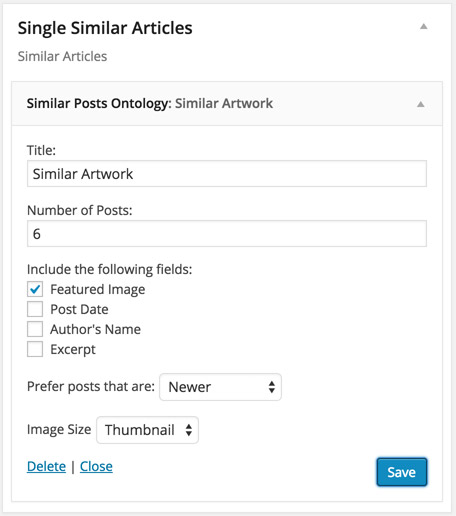 Single Similar Articles
Similar Articles
Similar Posts Ontology: Similar Artwork
Title:
Similar Artwork
Number of Posts:
6
Include the following fields:
Featured Image
Post Date
Author's Name
Excerpt
Prefer posts that are: Newer
Image Size Thumbnail
Delete | Close Save